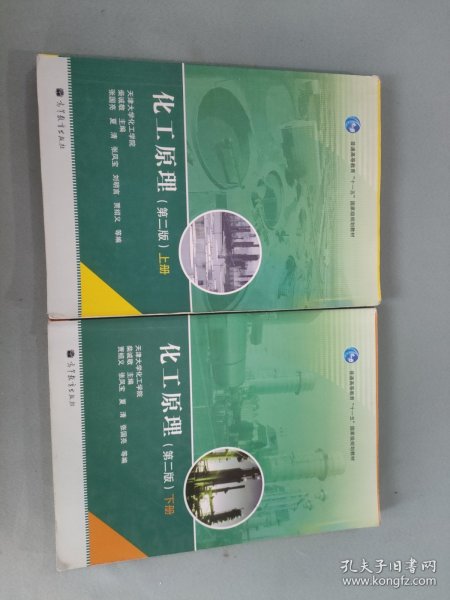 普通高等教育“十一五”国家级规划教材
化工原理（第二版）上册
天津大学化工学院
柴诚敬 主编
张国亮 夏清 张凤宝 刘明言 贾绍义 等编
高等教育出版社
普通高等教育“十一五”国家级规划教材
化工原理（第二版）下册
天津大学化工学院
柴诚敬 主编
贾绍义 张凤宝 夏清 张国亮 等编
高等教育出版社
孔夫子旧书网
www.kongfz.com